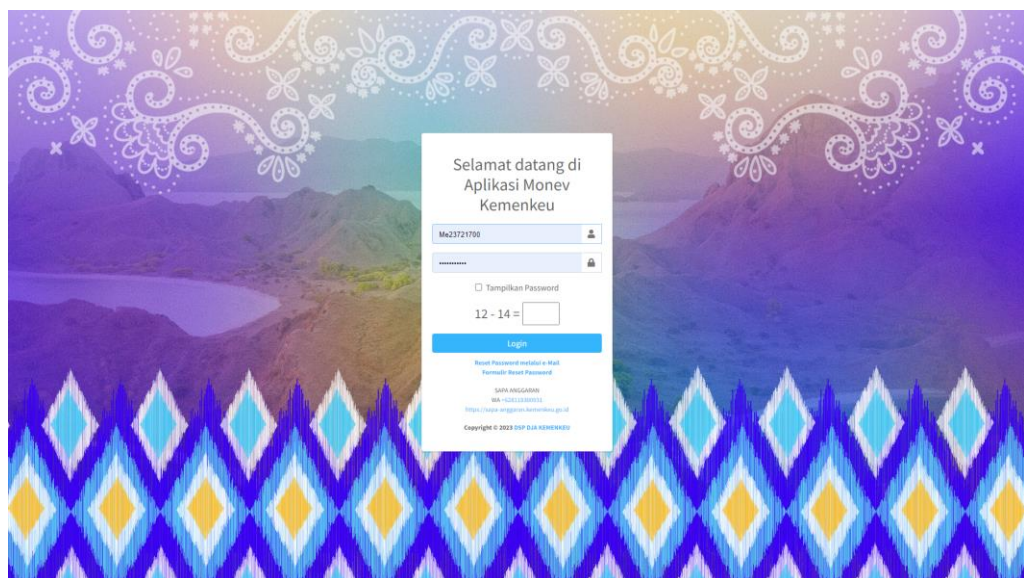 Selamat datang di
Aplikasi Monev
Kemenkeu
Me23721700
Tampilkan Password
12 - 14 =
Login
Reset Password melalui e-Mail
Formulir Reset Password
SAPA ANGGARAN
WA
https://sapa-anggaran.kemenkeu.go.id
Copyright © 2023 DSP DJA KEMENKEU